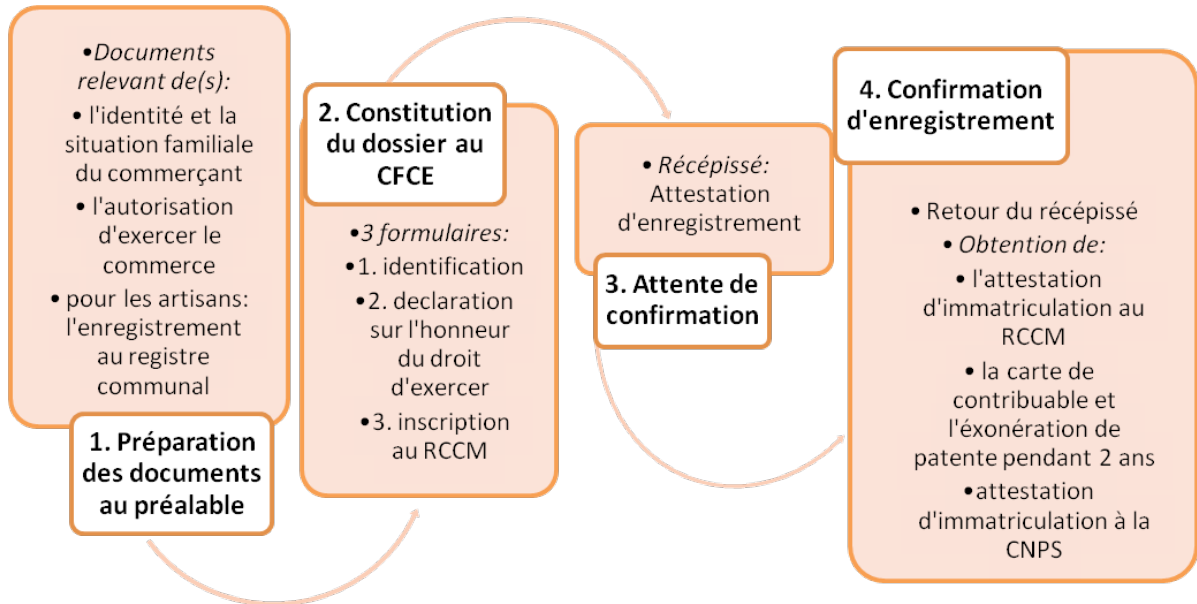 •Documents
relevant de(s):
• l'identité et la
situation familiale
du commerçant
• l'autorisation
d'exercer le
commerce
• pour les artisans:
l'enregistrement
au registre
communal
1. Préparation
des documents
au préalable
2. Constitution
du dossier au
CFCE
•3 formulaires:
•1. identification
•2. declaration
sur l'honneur
du droit
d'exercer
•3. inscription
au RCCM
• Récépissé:
Attestation
d'enregistrement
3. Attente de
confirmation
4. Confirmation
d'enregistrement
• Retour du récépissé
• Obtention de:
• l'attestation
d'immatriculation au
RCCM
• la carte de
contribuable et
l'éxonération de
patente pendant 2 ans
•attestation
d'immatriculation à la
CNPS